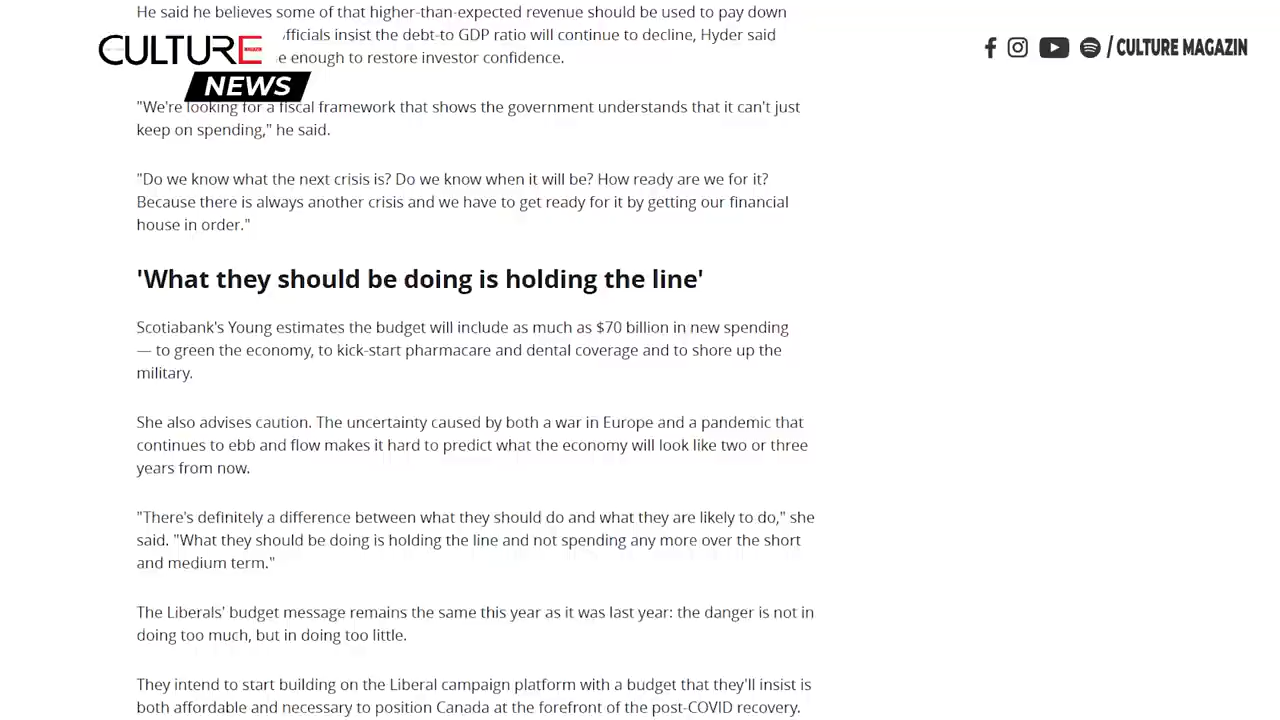 He said he believes some of that higher-than-expected revenue should be used to pay down
officials insist the debt-to GDP ratio will continue to decline, Hyder said
enough to restore investor confidence.
CULTURE
NEWS
/ CULTURE MAGAZIN
"We're looking for a fiscal framework that shows the government understands that it can't just
keep on spending," he said.
"Do we know what the next crisis is? Do we know when it will be? How ready are we for it?
Because there is always another crisis and we have to get ready for it by getting our financial
house in order."
'What they should be doing is holding the line'
Scotiabank's Young estimates the budget will include as much as $70 billion in new spending
— to green the economy, to kick-start pharmacare and dental coverage and to shore up the
military.
She also advises caution. The uncertainty caused by both a war in Europe and a pandemic that
continues to ebb and flow makes it hard to predict what the economy will look like two or three
years from now.
"There's definitely a difference between what they should do and what they are likely to do," she
said. "What they should be doing is holding the line and not spending any more over the short
and medium term."
The Liberals' budget message remains the same this year as it was last year: the danger is not in
doing too much, but in doing too little.
They intend to start building on the Liberal campaign platform with a budget that they'll insist is
both affordable and necessary to position Canada at the forefront of the post-COVID recovery.